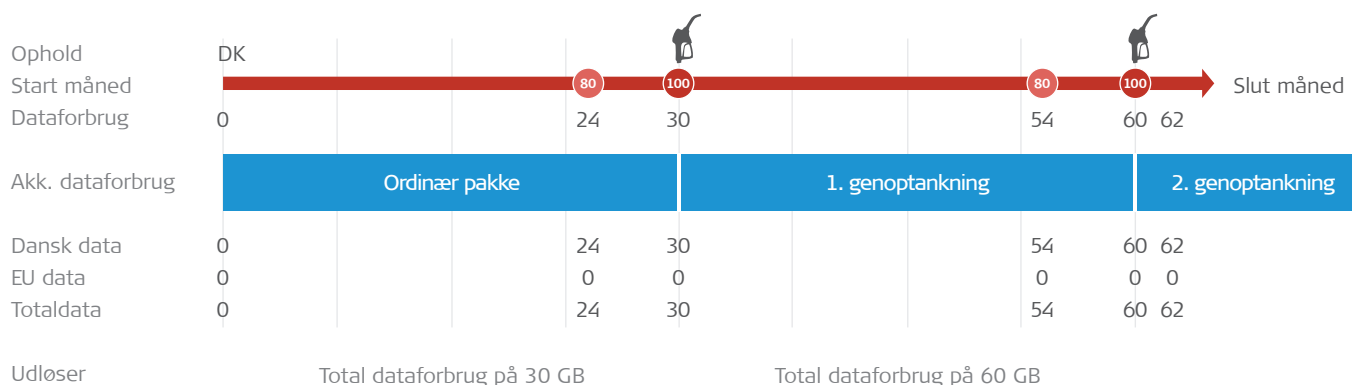 Ophold DK
Start måned 80 100 80 100 Slut måned
Dataforbrug 0 24 30 54 60 62
Akk. dataforbrug Ordinær pakke 1. genoptankning 2. genoptankning
Dansk data 0 24 30 54 60 62
EU data 0 0 0 0 0 0
Totaldata 0 24 30 54 60 62
Udløser Total dataforbrug på 30 GB Total dataforbrug på 60 GB